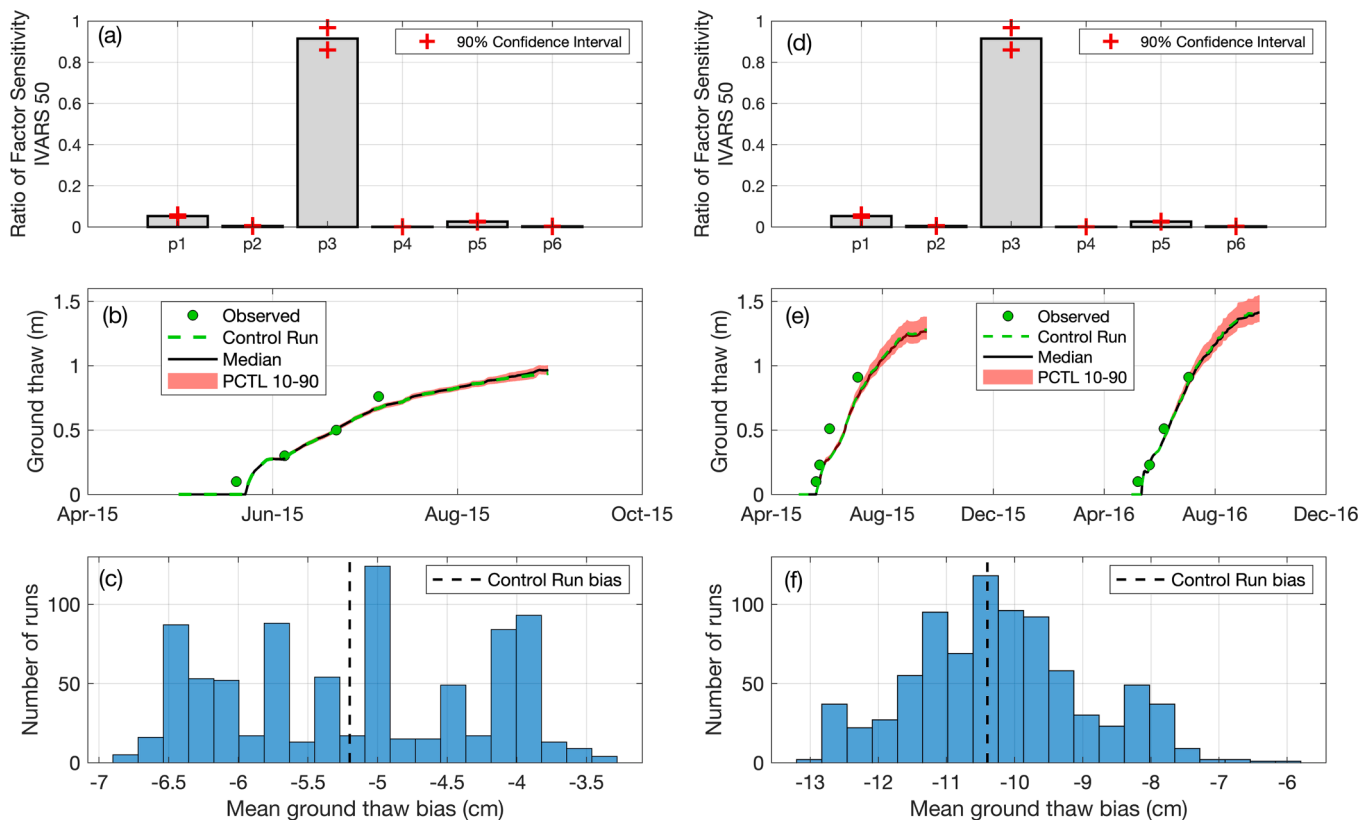 (a)
90% Confidence Interval
Ratio of Factor Sensitivity
IVARS 50
1
0.8
0.6
0.4
0.2
0
p1 p2 p3 p4 p5 p6
(d)
90% Confidence Interval
Ratio of Factor Sensitivity
IVARS 50
1
0.8
0.6
0.4
0.2
0
p1 p2 p3 p4 p5 p6
(b)
Observed
Control Run
Median
PCTL 10-90
Ground thaw (m)
1.5
1
0.5
0
Apr-15 Jun-15 Aug-15 Oct-15
(e)
Observed
Control Run
Median
PCTL 10-90
Ground thaw (m)
1.5
1
0.5
0
Apr-15 Aug-15 Dec-15 Apr-16 Aug-16 Dec-16
(c)
Control Run bias
Number of runs
100
50
0
-7 -6.5 -6 -5.5 -5 -4.5 -4 -3.5
Mean ground thaw bias (cm)
(f)
Control Run bias
Number of runs
100
50
0
-13 -12 -11 -10 -9 -8 -7 -6
Mean ground thaw bias (cm)